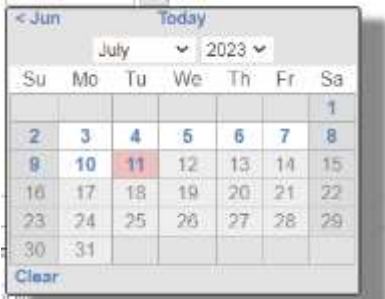 < Jun Today
July 2023
Su Mo Tu We Th Fr Sa
1
2 3 4 5 6 7 8
9 10 11 12 13 14 15
16 17 18 19 20 21 22
23 24 25 26 27 28 29
30 31
Clear